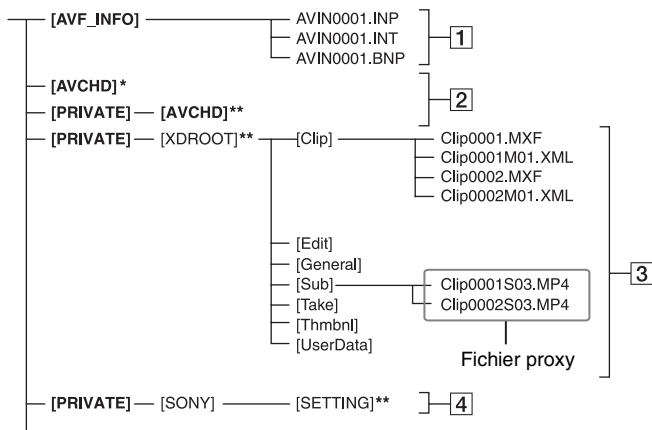 [AVF_INFO] AVIN0001.INP
AVIN0001.INT
AVIN0001.BNP
1
[AVCHD]*
[PRIVATE] [AVCHD]**
2
[PRIVATE] [XDROOT]** [Clip] Clip0001.MXF
Clip0001M01.XML
Clip0002.MXF
Clip0002M01.XML
[Edit]
[General]
[Sub] Clip0001S03.MP4
[Take] Clip0002S03.MP4
[Thmbnl]
[UserData]
Fichier proxy
3
[PRIVATE] [SONY] [SETTING]** 4